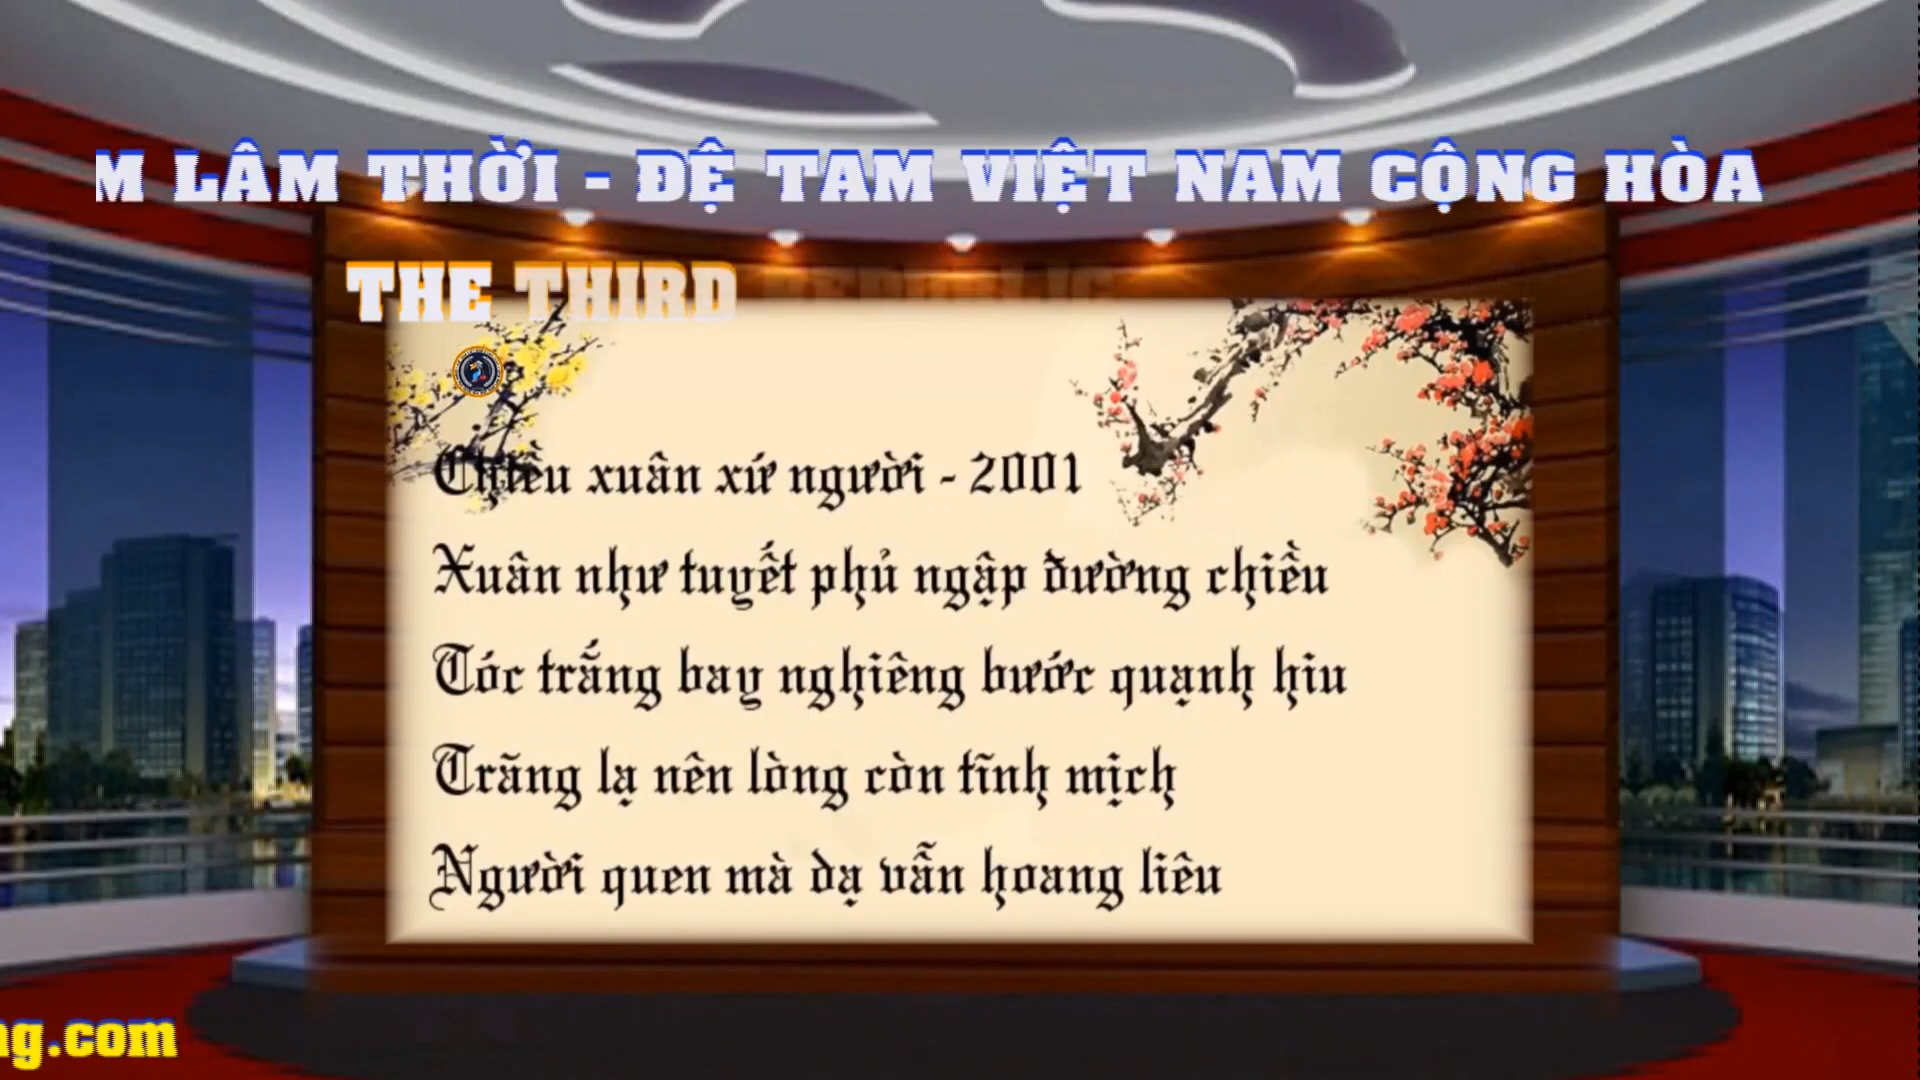 M LÂM THỜI - ĐỆ TAM VIỆT NAM CỘNG HÒA
THE THIRD REPUBLIC
Chiều xuân xứ người - 2001
Xuân như tuyết phủ ngập đường chiều
Tóc trắng bay nghiêng bước quạnh hiu
Trăng lạ nên lòng còn tĩnh mịch
Người quen mà dạ vẫn hoang liêu
ng.com